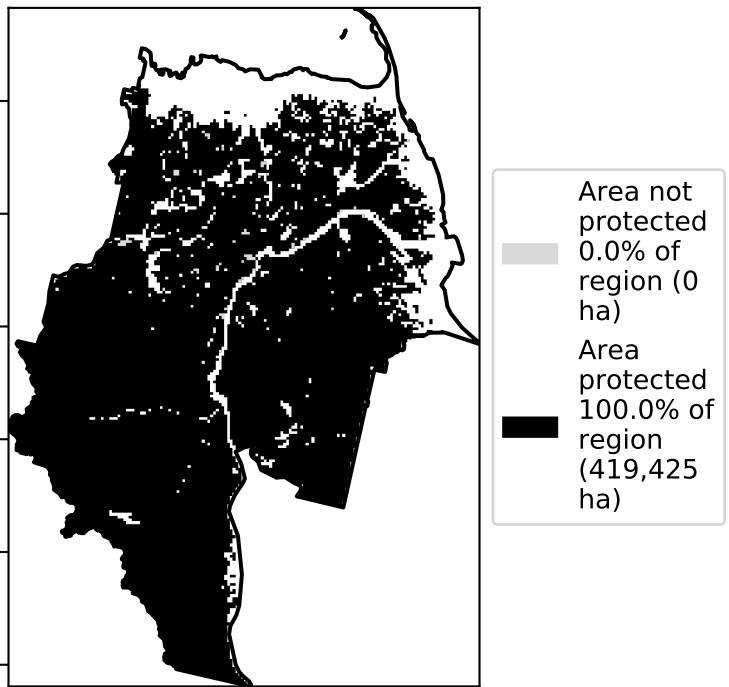 Area not
protected
0.0% of
region (0
ha)
Area
protected
100.0% of
region
(419,425
ha)